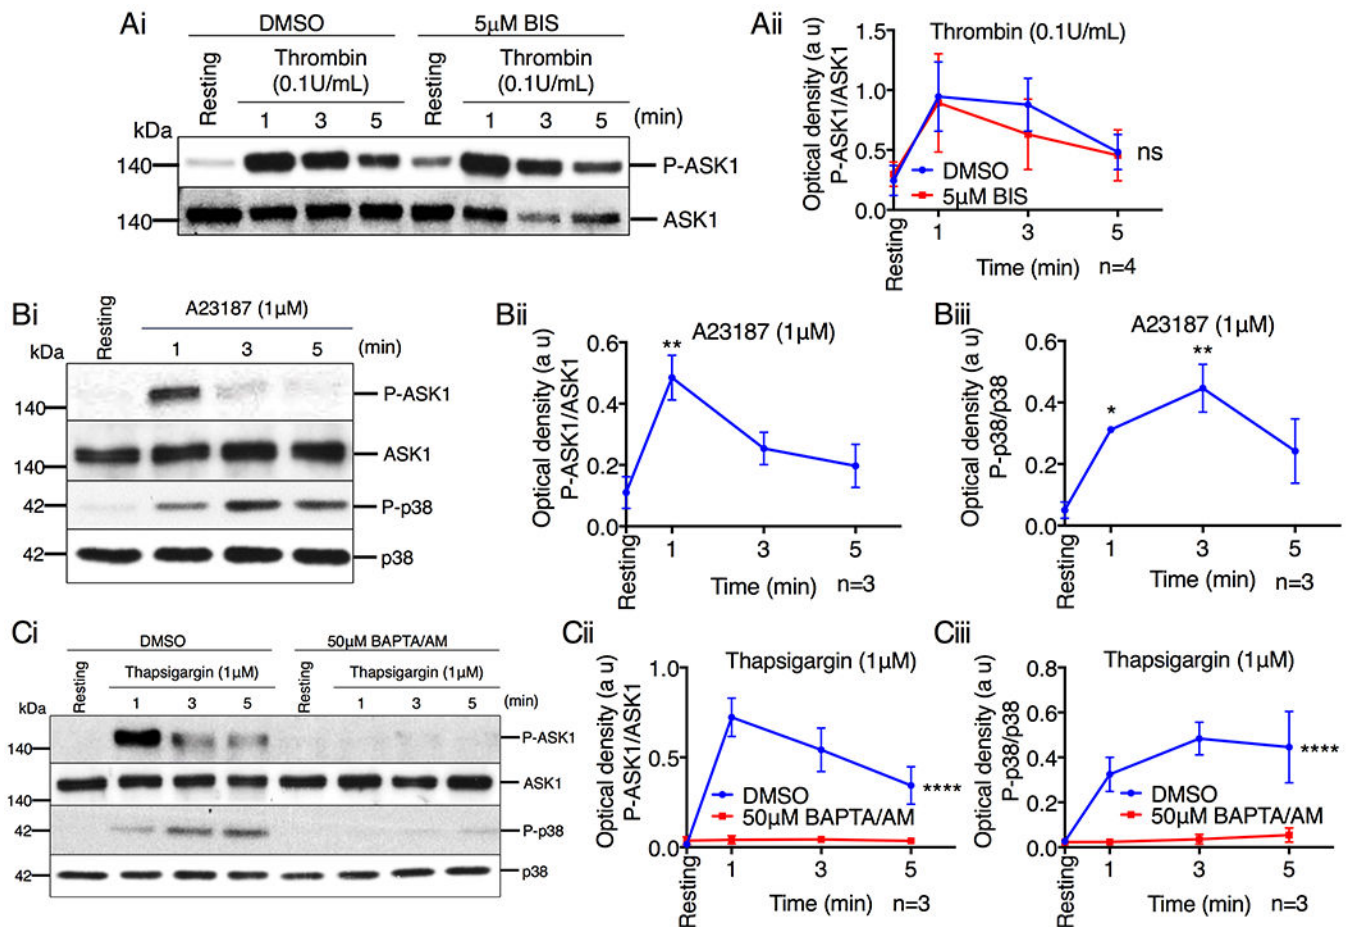 Ai
DMSO
5µM BIS
Resting
Thrombin
(0.1U/mL)
Resting
Thrombin
(0.1U/mL)
1 3 5 1 3 5 (min)
kDa
140 P-ASK1
140 ASK1
Aii
Thrombin (0.1U/mL)
Optical density (a u)
P-ASK1/ASK1
1.5
1.0
0.5
0.0
DMSO
5µM BIS
ns
Resting 1 3 5
Time (min) n=4
Bi
A23187 (1µM)
Resting
kDa 1 3 5 (min)
140 P-ASK1
140 ASK1
42 P-p38
42 p38
Bii
A23187 (1µM)
Optical density (a u)
P-ASK1/ASK1
0.6
0.4
0.2
0.0
**
Resting 1 3 5
Time (min) n=3
Biii
A23187 (1µM)
Optical density (a u)
P-p38/p38
0.6
0.4
0.2
0.0
*
**
Resting 1 3 5
Time (min) n=3
Ci
DMSO
50µM BAPTA/AM
Resting
Thapsigargin (1µM)
Resting
Thapsigargin (1µM)
1 3 5 1 3 5 (min)
kDa
140 P-ASK1
140 ASK1
42 P-p38
42 p38
Cii
Thapsigargin (1µM)
Optical density (a u)
P-ASK1/ASK1
1.0
0.5
0.0
DMSO
50µM BAPTA/AM
****
Resting 1 3 5
Time (min) n=3
Ciii
Thapsigargin (1µM)
Optical density (a u)
P-p38/p38
0.8
0.6
0.4
0.2
0.0
DMSO
50µM BAPTA/AM
****
Resting 1 3 5
Time (min) n=3